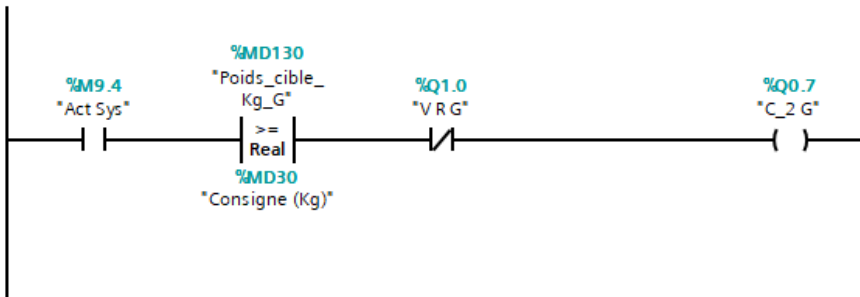 %MD130
"Poids_cible_
Kg_G"
%M9.4
"Act Sys"
>=
Real
%MD30
"Consigne (Kg)"
%Q1.0
"V R G"
%Q0.7
"C_2 G"